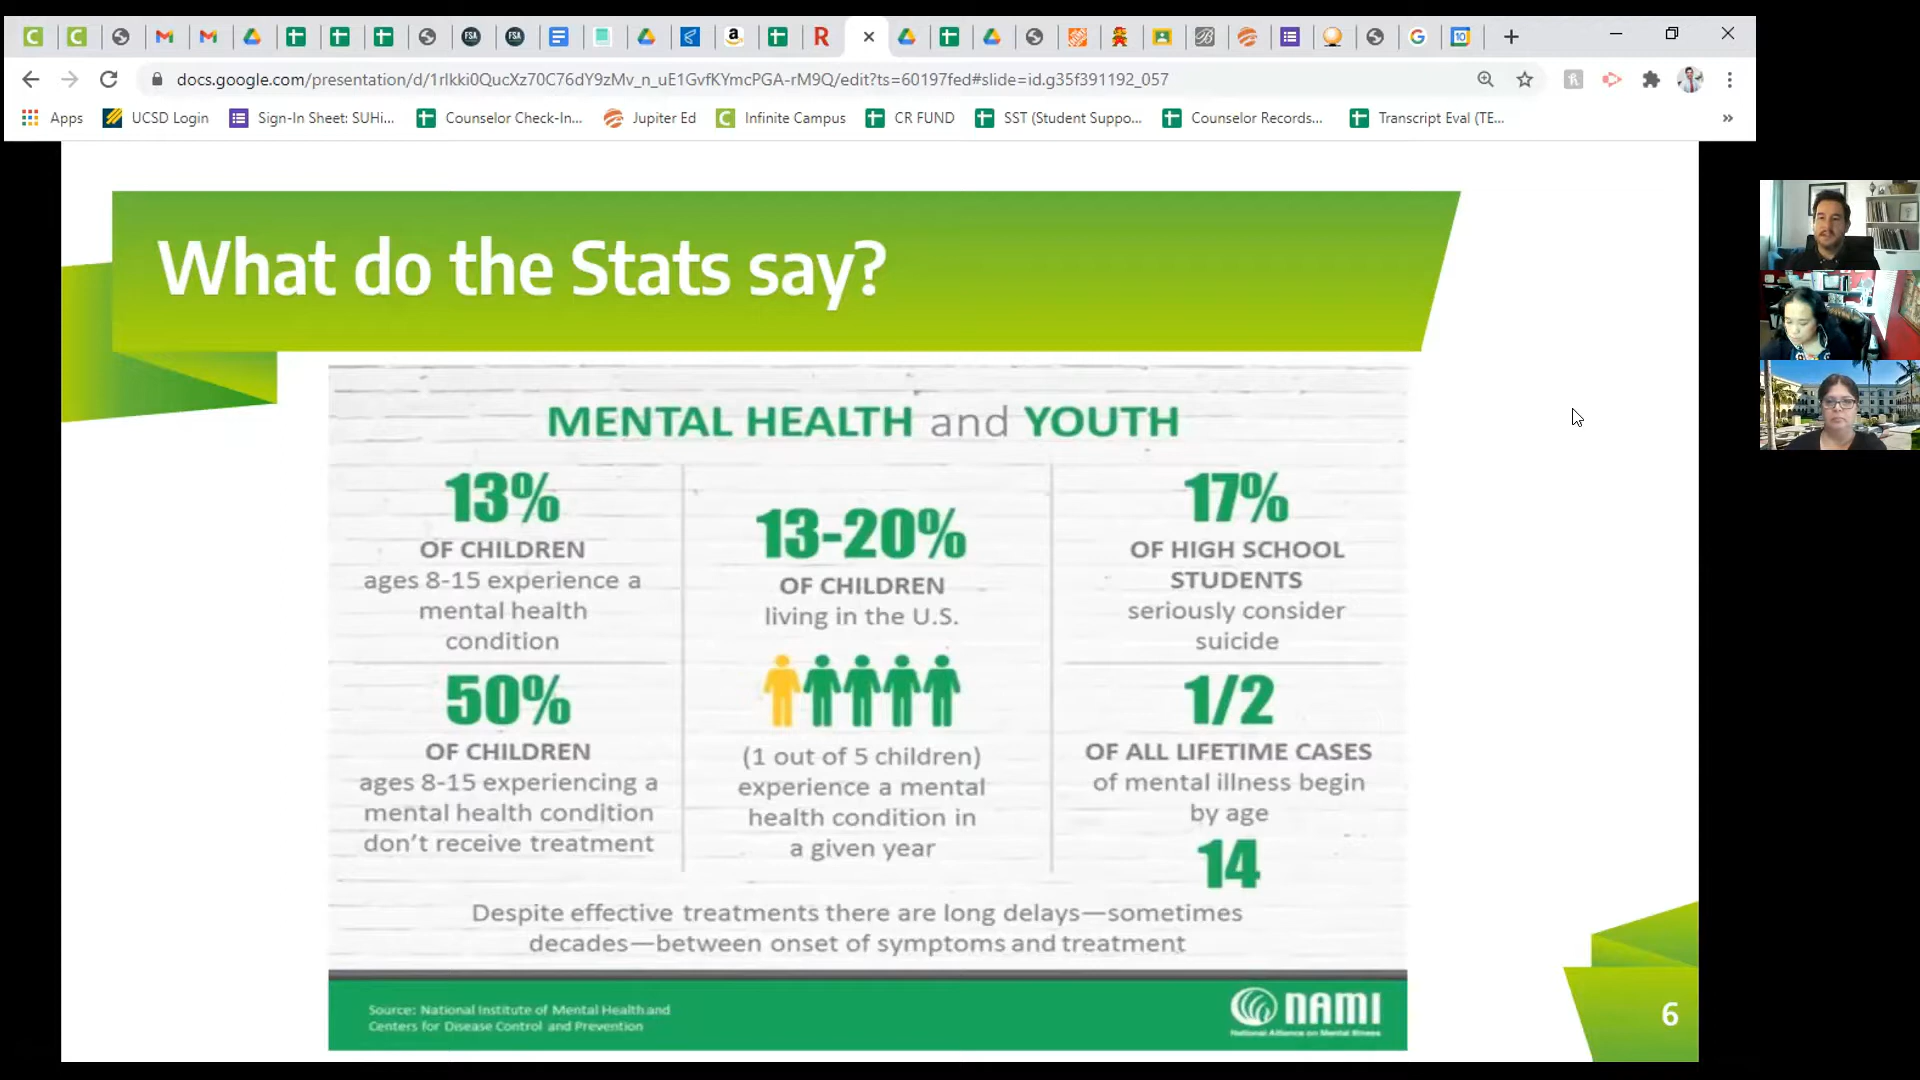 docs.google.com/presentation/d/1rlkki0QucXz70C76dY9zMv_n_uE1GvfKYmcPGA-rM9Q/edit?ts=60197fed#slide=id.g35f391192_057
Apps UCSD Login Sign-In Sheet: SUHi... Counselor Check-In... Jupiter Ed Infinite Campus CR FUND SST (Student Suppo... Counselor Records... Transcript Eval (TE... »
What do the Stats say?
MENTAL HEALTH and YOUTH
13%
OF CHILDREN
ages 8-15 experience a
mental health
condition
50%
OF CHILDREN
ages 8-15 experiencing a
mental health condition
don't receive treatment
13-20%
OF CHILDREN
living in the U.S.
(1 out of 5 children)
experience a mental
health condition in
a given year
17%
OF HIGH SCHOOL
STUDENTS
seriously consider
suicide
1/2
OF ALL LIFETIME CASES
of mental illness begin
by age
14
Despite effective treatments there are long delays—sometimes
decades—between onset of symptoms and treatment
Source: National Institute of Mental Health and
Centers for Disease Control and Prevention
NAMI
National Alliance on Mental Illness
6